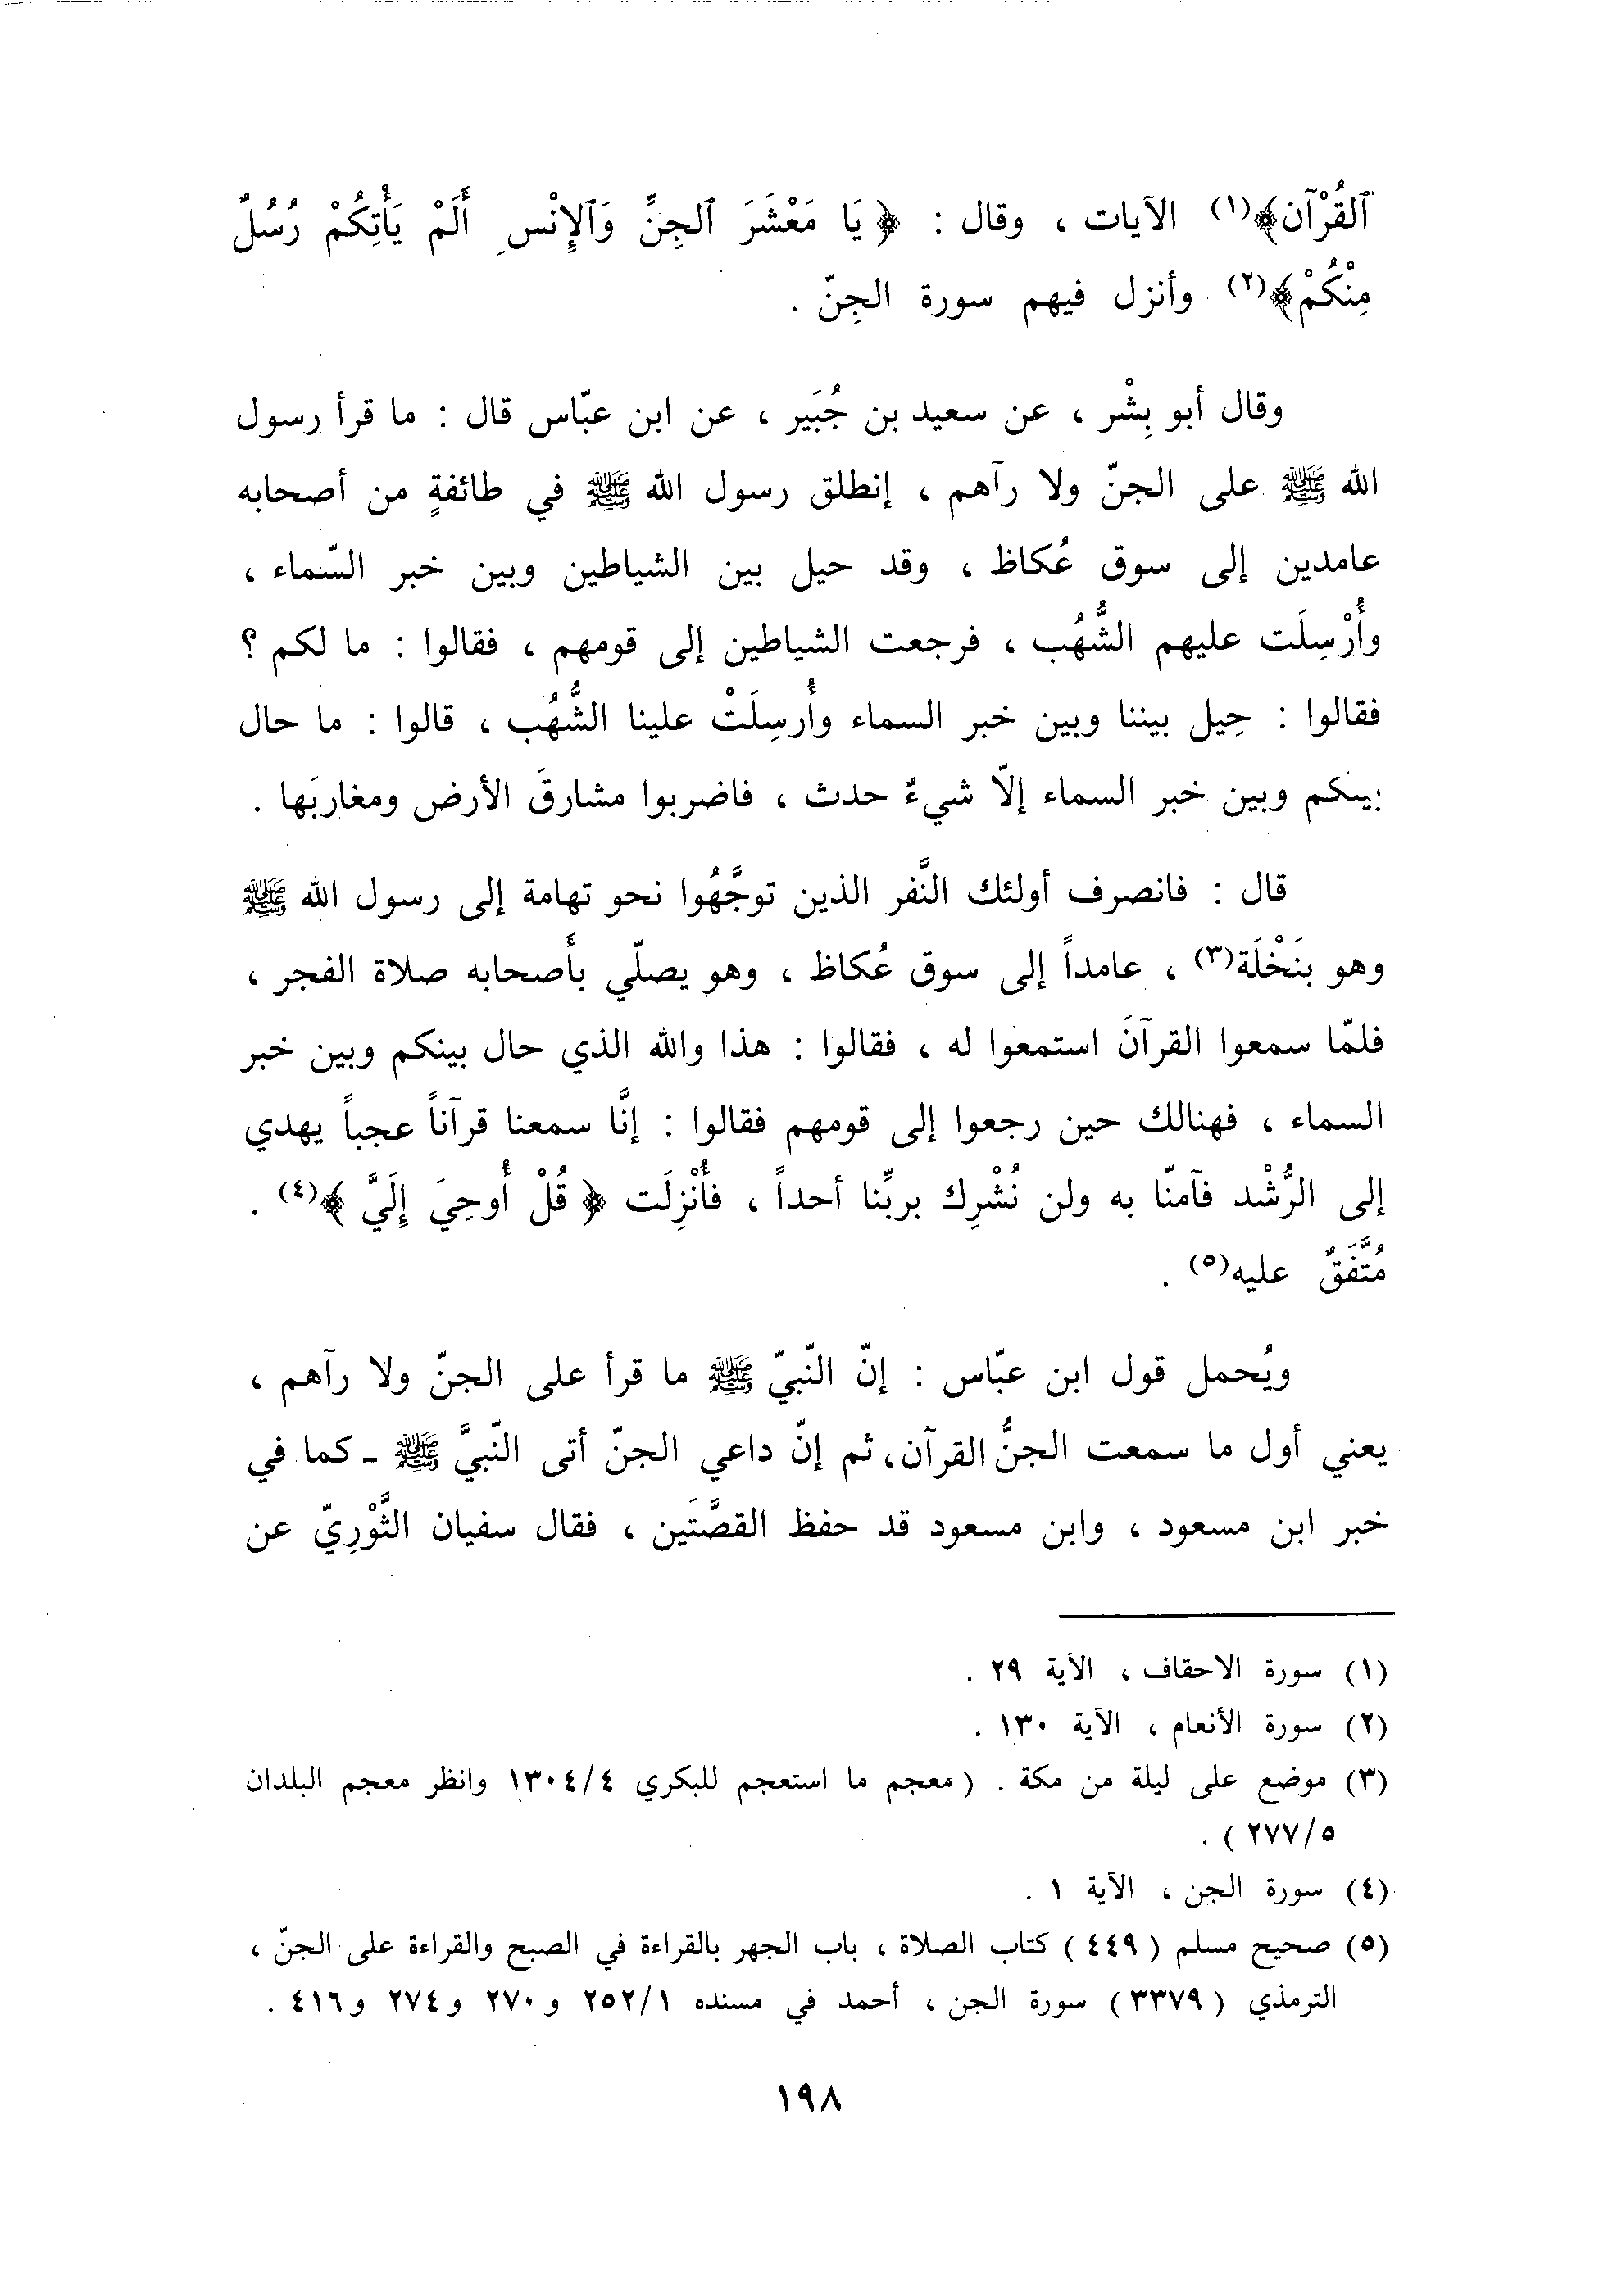 ٱلقُرْآن﴾(١) الآيات ، وقال : ﴿ يَا مَعْشَرَ ٱلجِنِّ وَٱلإِنْسِ أَلَمْ يَأْتِكُمْ رُسُلٌ
مِنْكُمْ﴾(٢) وأنزل فيهم سورة الجِنّ .
وقال أبو بِشْر ، عن سعيد بن جُبَير ، عن ابن عبّاس قال : ما قرأ رسول
الله ﷺ على الجنّ ولا رآهم ، إنطلق رسول الله ﷺ في طائفةٍ من أصحابه
عامدين إلى سوق عُكاظ ، وقد حيل بين الشياطين وبين خبر السّماء ،
وأُرْسِلَت عليهم الشُّهُب ، فرجعت الشياطين إلى قومهم ، فقالوا : ما لكم ؟
فقالوا : حِيل بيننا وبين خبر السماء وأُرسِلَتْ علينا الشُّهُب ، قالوا : ما حال
بينكم وبين خبر السماء إلّا شيءٌ حدث ، فاضربوا مشارقَ الأرض ومغاربَها .
قال : فانصرف أولئك النَّفر الذين توجَّهُوا نحو تهامة إلى رسول الله ﷺ
وهو بنَخْلَة(٣) ، عامداً إلى سوق عُكاظ ، وهو يصلّي بأَصحابه صلاة الفجر ،
فلمّا سمعوا القرآنَ استمعوا له ، فقالوا : هذا والله الذي حال بينكم وبين خبر
السماء ، فهنالك حين رجعوا إلى قومهم فقالوا : إنَّا سمعنا قرآناً عجباً يهدي
إلى الرُّشْد فآمنّا به ولن نُشْرِك بربِّنا أحداً ، فأُنْزِلَت ﴿ قُلْ أُوحِيَ إِلَيَّ ﴾(٤) .
مُتَّفَقٌ عليه(٥) .
ويُحمل قول ابن عبّاس : إنّ النّبيّ ﷺ ما قرأ على الجنّ ولا رآهم ،
يعني أول ما سمعت الجنُّ القرآن، ثم إنّ داعي الجنّ أتى النّبيَّ ﷺ ـ كما في
خبر ابن مسعود ، وابن مسعود قد حفظ القصَّتَين ، فقال سفيان الثَّوْرِيّ عن
(١) سورة الاحقاف ، الآية ٢٩ .
(٢) سورة الأنعام ، الآية ١٣٠ .
(٣) موضع على ليلة من مكة . ( معجم ما استعجم للبكري ١٣٠٤/٤ وانظر معجم البلدان
٢٧٧/٥ ) .
(٤) سورة الجن ، الآية ١ .
(٥) صحيح مسلم ( ٤٤٩ ) كتاب الصلاة ، باب الجهر بالقراءة في الصبح والقراءة على الجنّ ،
الترمذي ( ٣٣٧٩ ) سورة الجن ، أحمد في مسنده ٢٥٢/١ و ٢٧٠ و ٢٧٤ و ٤١٦ .
١٩٨